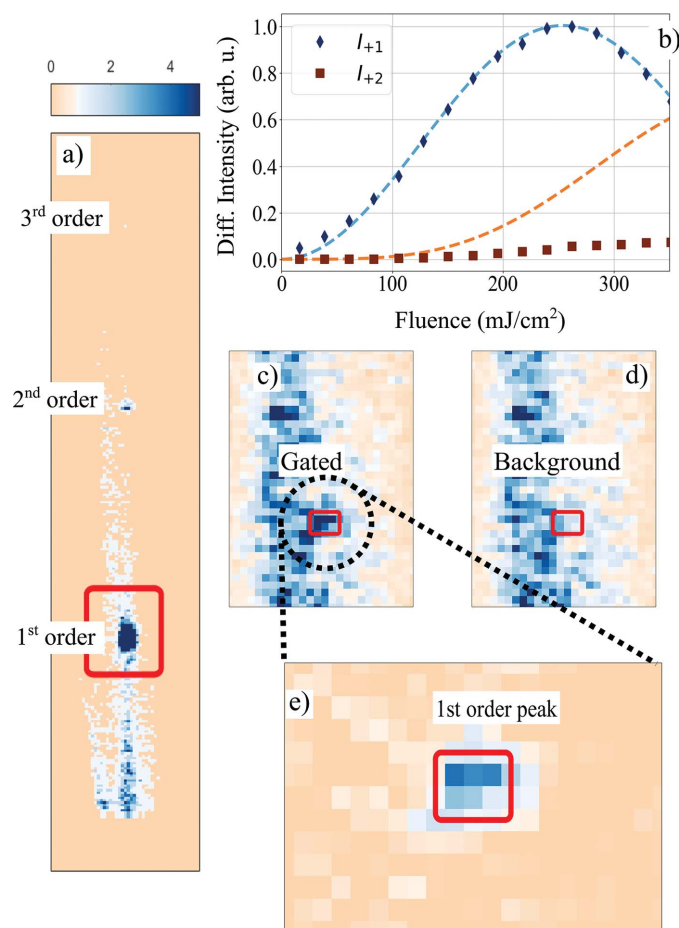 0 2 4
a)
3rd order
2nd order
1st order
b)
I+1
I+2
Diff. Intensity (arb. u.)
1.0
0.8
0.6
0.4
0.2
0.0
0 100 200 300
Fluence (mJ/cm²)
c)
Gated
d)
Background
e)
1st order peak